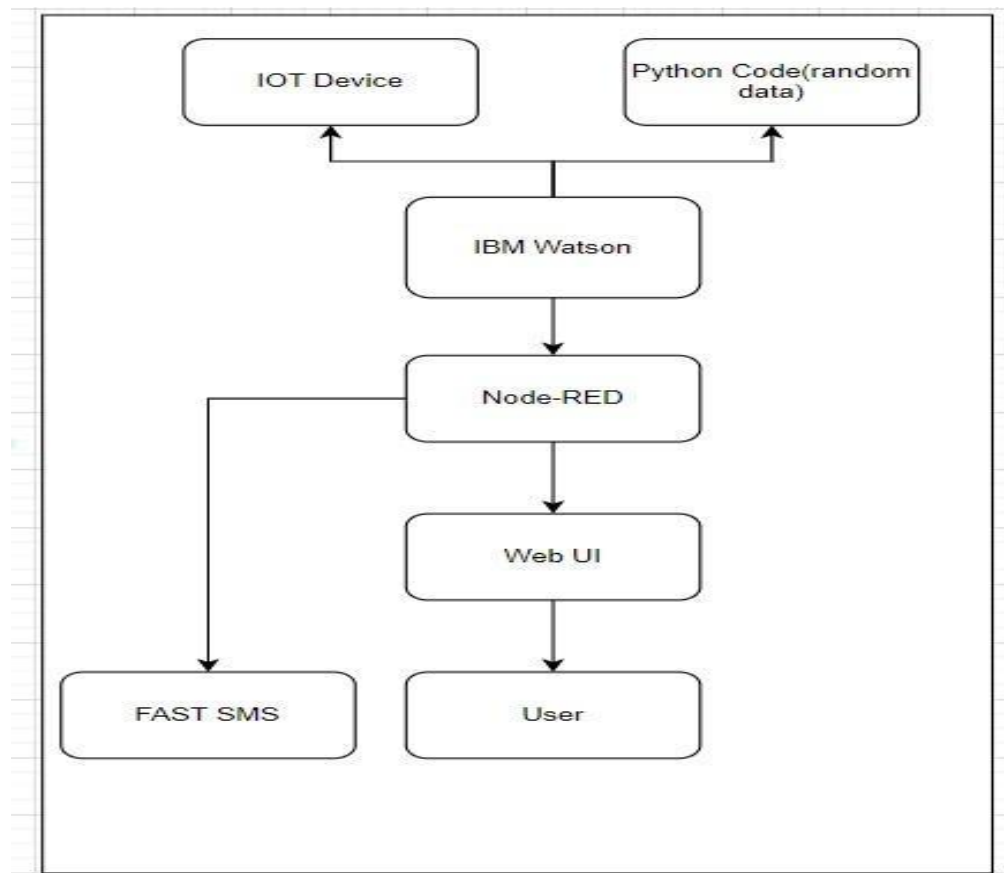 IOT Device
Python Code(random
data)
IBM Watson
Node-RED
Web UI
FAST SMS
User